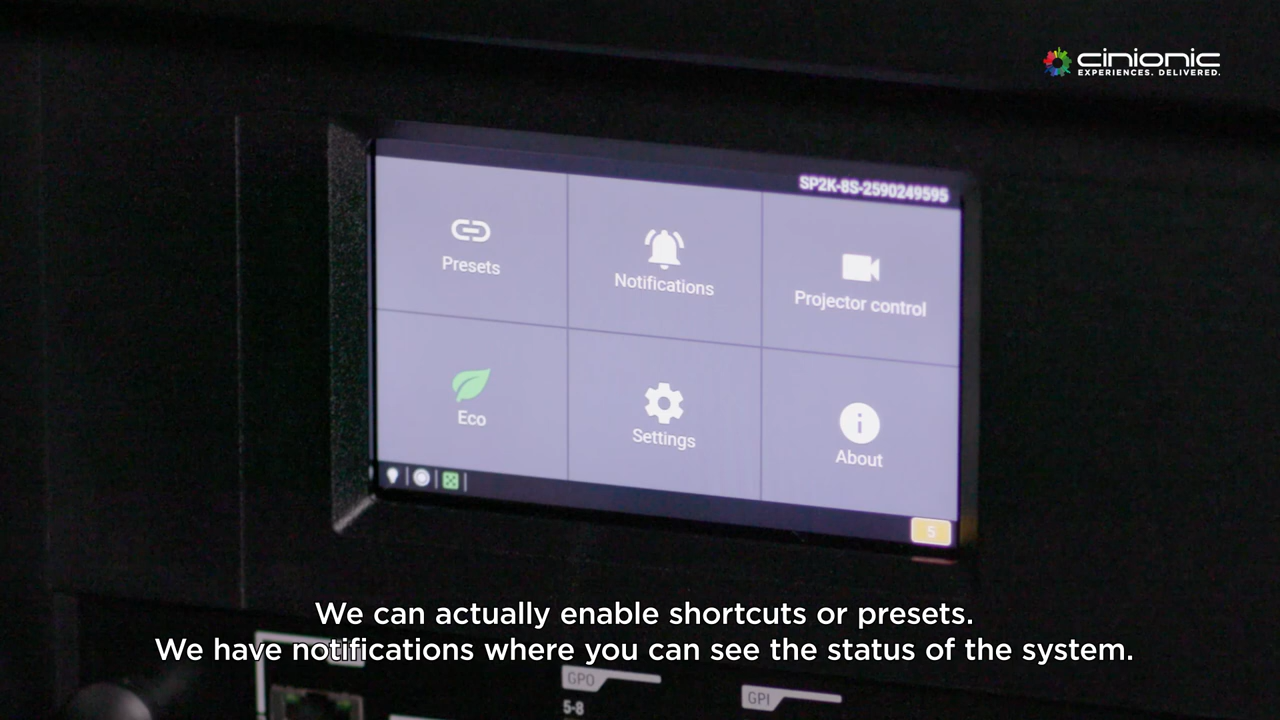 cinionic
EXPERIENCES. DELIVERED.
SP2K-8S-2590249595
Presets
Notifications
Projector control
Eco
Settings
About
5
We can actually enable shortcuts or presets.
We have notifications where you can see the status of the system.
GPO
5-8
GPI